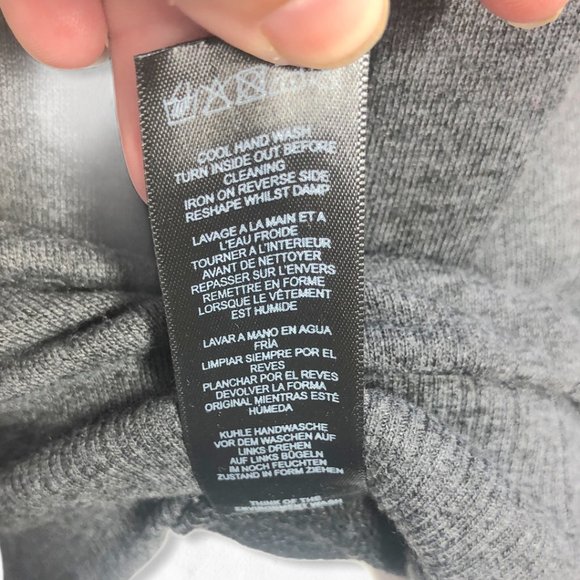 COOL HAND WASH
TURN INSIDE OUT BEFORE
CLEANING
IRON ON REVERSE SIDE
RESHAPE WHILST DAMP
LAVAGE A LA MAIN ET A
L'EAU FROIDE
TOURNER A L'INTERIEUR
AVANT DE NETTOYER
REPASSER SUR L'ENVERS
REMETTRE EN FORME
LORSQUE LE VÊTEMENT
EST HUMIDE
LAVAR A MANO EN AGUA
FRÍA
LIMPIAR SIEMPRE POR EL
REVES
PLANCHAR POR EL REVES
DEVOLVER LA FORMA
ORIGINAL MIENTRAS ESTÉ
HÚMEDA
KUHLE HANDWASCHE
VOR DEM WASCHEN AUF
LINKS DREHEN
AUF LINKS BÜGELN
IM NOCH FEUCHTEN
ZUSTAND IN FORM ZIEHEN
THINK OF THE
ENVIRONMENT WASH